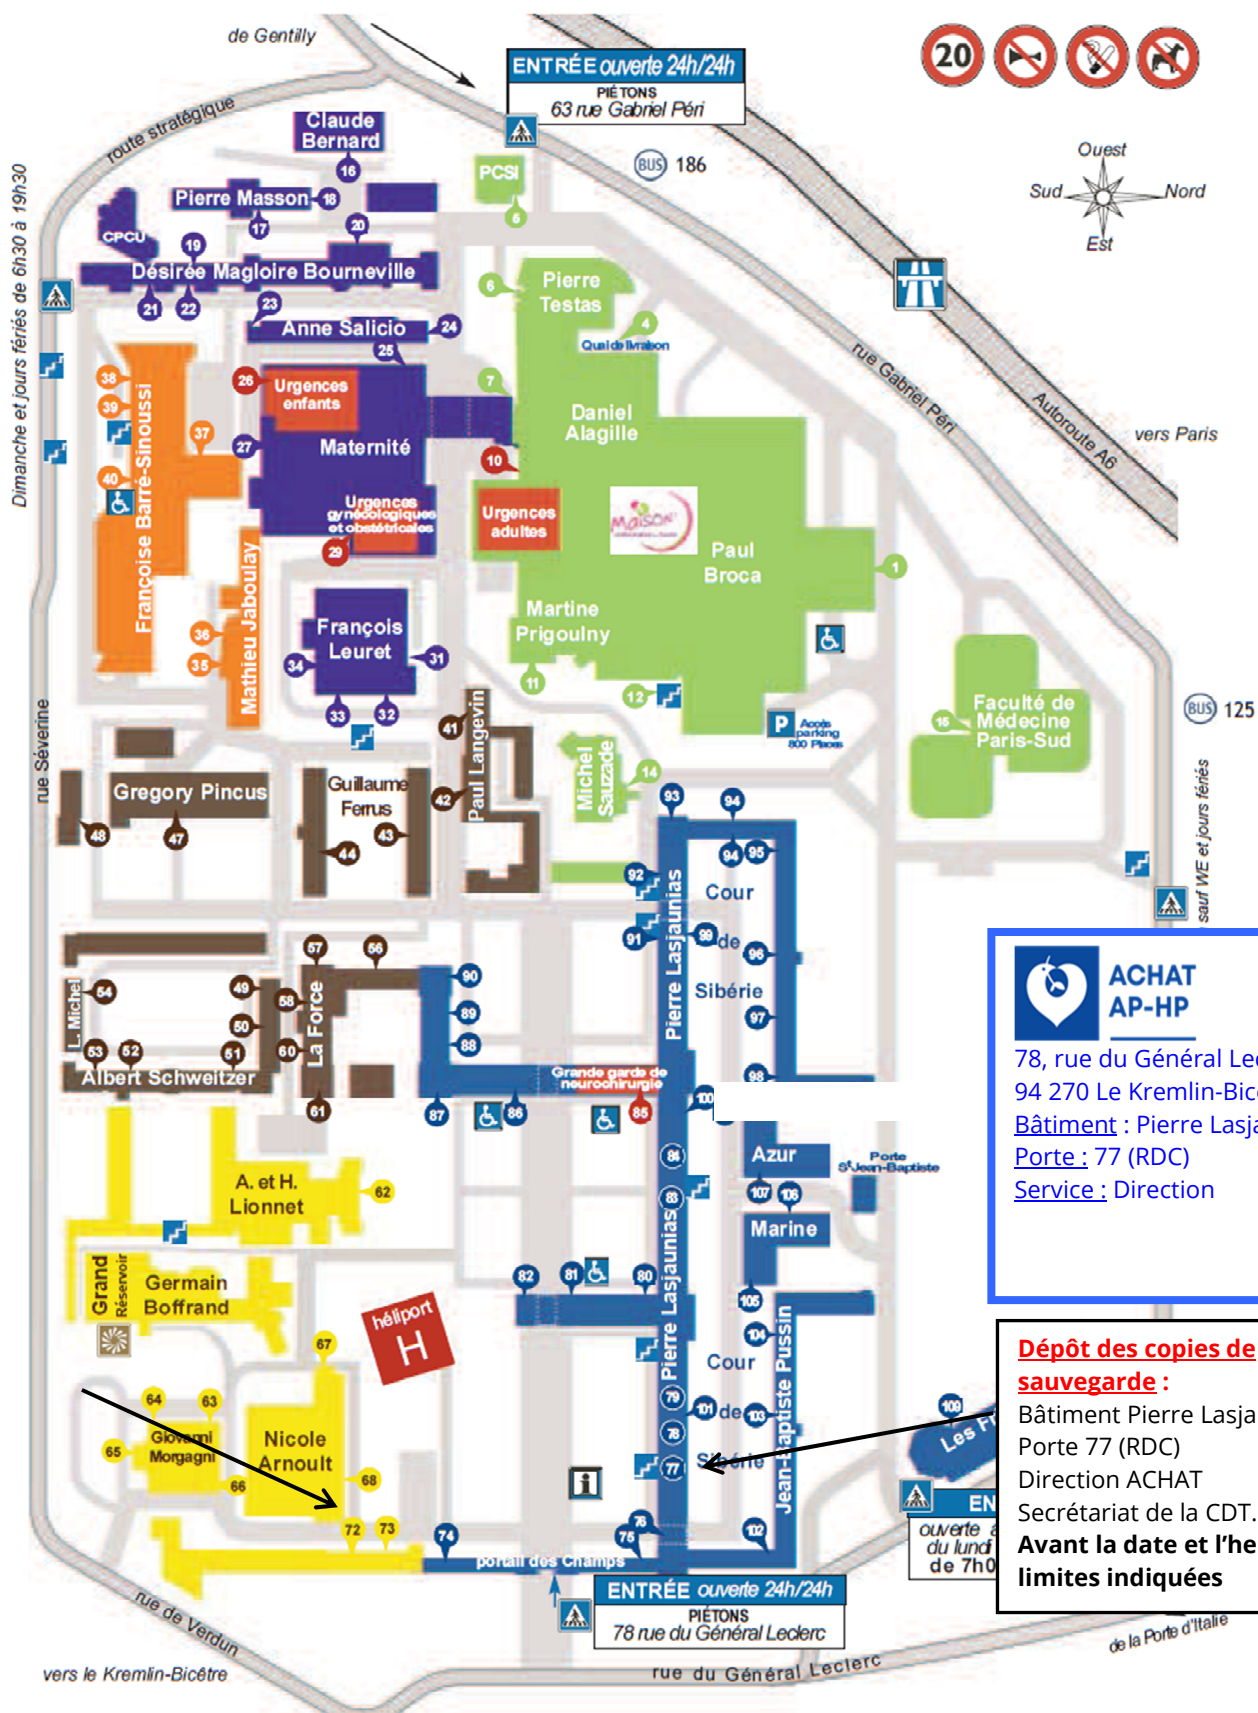 de Gentilly
ENTRÉE ouverte 24h/24h
PIÉTONS
63 rue Gabriel Péri
20
route stratégique
BUS 186
Ouest
Sud
Nord
Est
Dimanche et jours fériés de 6h30 à 19h30
Claude
Bernard
16
PCSI
Pierre Masson
18
17
CPCU
19
20
Désirée Magloire Bourneville
21
22
23
Anne Salicio
24
25
6
Pierre
Testas
4
Quai de livraison
rue Gabriel Péri
Autoroute A6
vers Paris
38
39
37
40
Françoise Barré-Sinoussi
26
Urgences
enfants
27
Maternité
7
Daniel
Alagille
10
Urgences
gynécologiques
et obstétricales
29
Urgences
adultes
MAISON
Paul
Broca
1
Mathieu Jaboulay
36
35
François
Leuret
34
31
33
32
Martine
Prigoulny
11
12
P
Accès
parking
800 Places
Faculté de
Médecine
Paris-Sud
BUS 125
rue Séverine
41
Paul Langevin
42
Gregory Pincus
48
47
Guillaume
Ferrus
43
44
Michel
Sauzade
14
93
94
94
95
92
Pierre Lasjaunias
Cour
de
Sibérie
91
99
96
97
98
100
sauf WE et jours fériés
L. Michel
54
49
50
53
52
51
Albert Schweitzer
57
56
58
La Force
60
61
90
89
88
Grande garde de
neurochirurgie
87
86
85
ACHAT
AP-HP
78, rue du Général Lec
94 270 Le Kremlin-Bic
Bâtiment : Pierre Lasja
Porte : 77 (RDC)
Service : Direction
A. et H.
Lionnet
62
84
83
Azur
107
106
Marine
105
Porte
St Jean-Baptiste
Grand
Réservoir
Germain
Boffrand
héliport
H
82
81
80
Pierre Lasjaunias
Cour
de
Sibérie
79
78
77
101
104
103
Jean-Baptiste Pussin
67
64
63
Giovanni
Morgagni
65
66
Nicole
Arnoult
68
72
73
74
76
75
102
portail des Champs
i
109
Les Fr
Dépôt des copies de
sauvegarde :
Bâtiment Pierre Lasja
Porte 77 (RDC)
Direction ACHAT
Secrétariat de la CDT.
Avant la date et l’he
limites indiquées
EN
ouverte
du lundi
de 7h0
ENTRÉE ouverte 24h/24h
PIÉTONS
78 rue du Général Leclerc
rue de Verdun
vers le Kremlin-Bicêtre
rue du Général Leclerc
de la Porte d'Italie